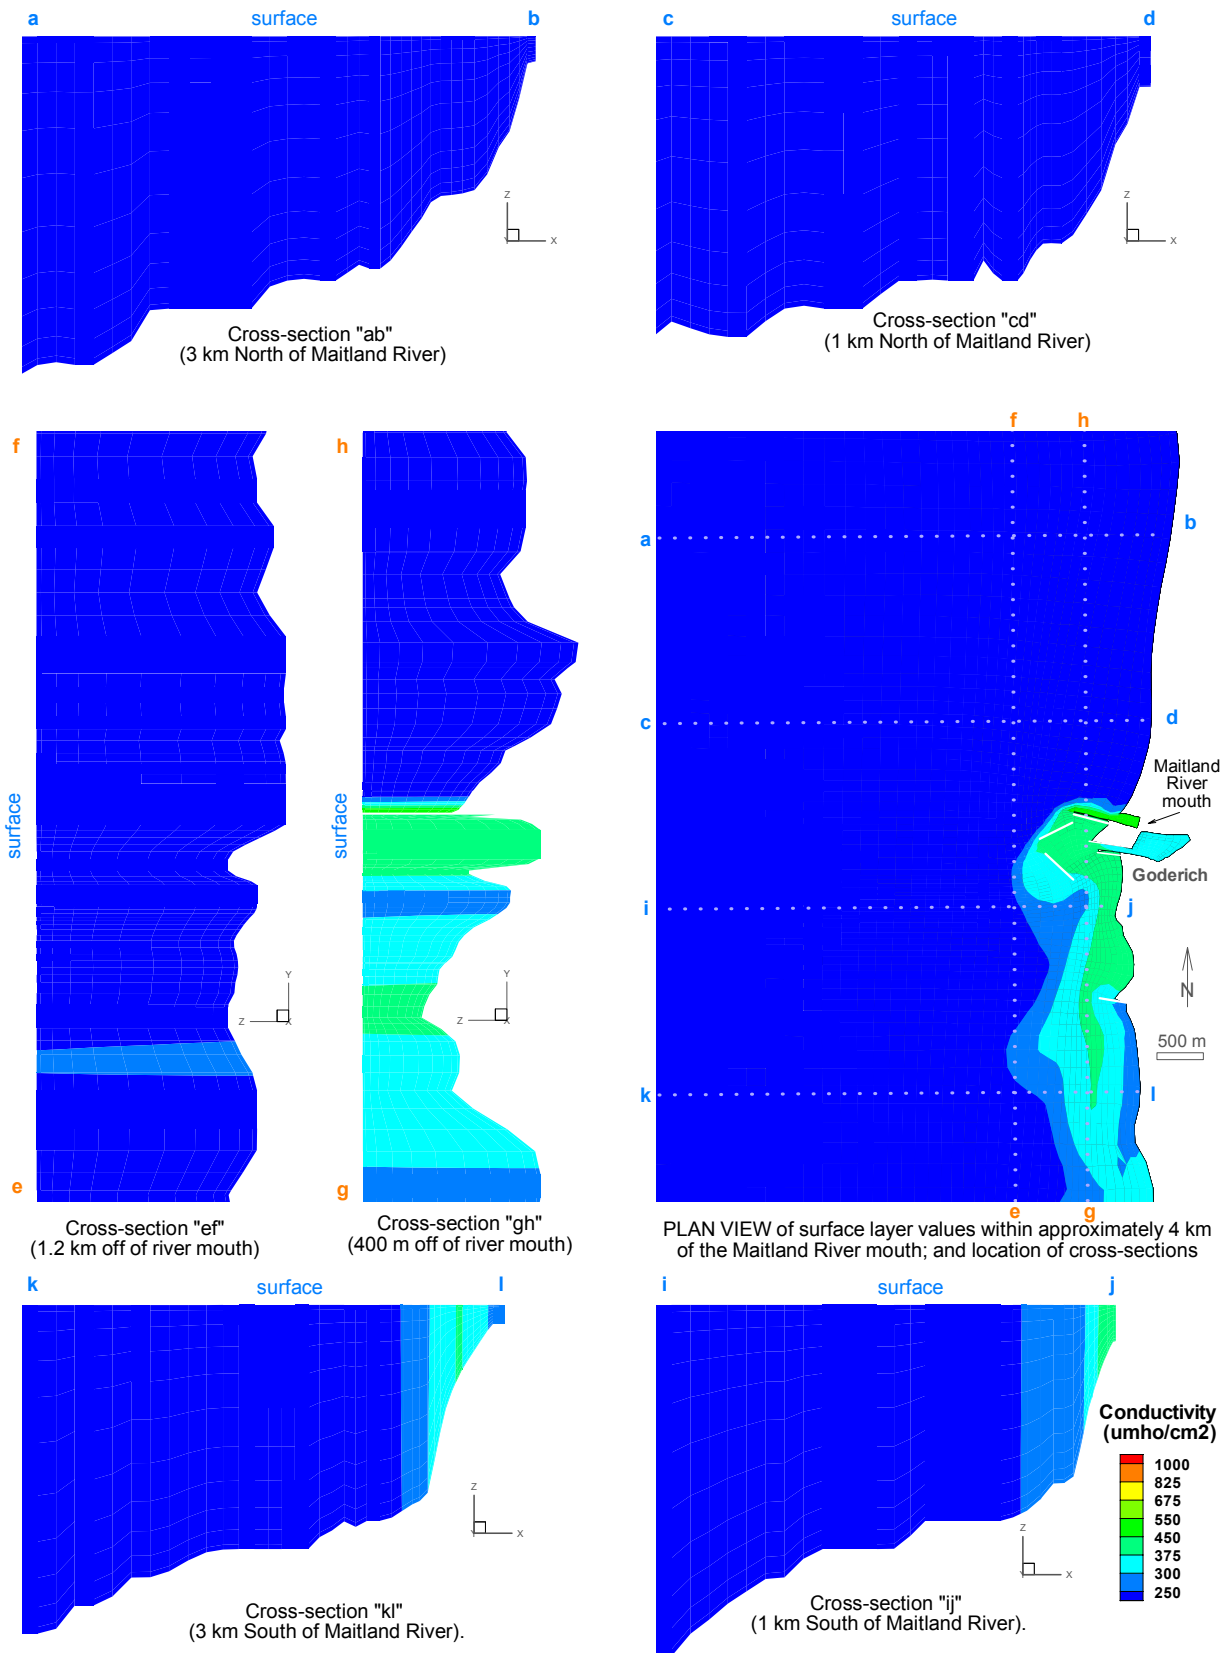 a surface b
c surface d
Z
X
Y
Z
X
Y
Cross-section "ab"
(3 km North of Maitland River)
Cross-section "cd"
(1 km North of Maitland River)
f
h
f h
a
b
c
d
Maitland
River
mouth
surface
surface
Goderich
i
j
N
500 m
Y
Z
X
Y
Z
X
k
l
e
g
e g
Cross-section "ef"
(1.2 km off of river mouth)
Cross-section "gh"
(400 m off of river mouth)
PLAN VIEW of surface layer values within approximately 4 km
of the Maitland River mouth; and location of cross-sections
k surface l
i surface j
Z
Y
X
Z
Y
X
Cross-section "kl"
(3 km South of Maitland River).
Cross-section "ij"
(1 km South of Maitland River).
Conductivity
(umho/cm2)
1000
825
675
550
450
375
300
250